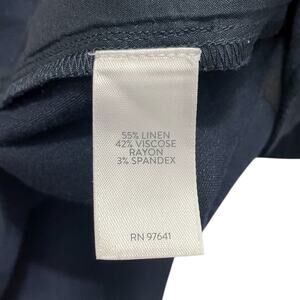 55% LINEN
42% VISCOSE
RAYON
3% SPANDEX
RN 97641